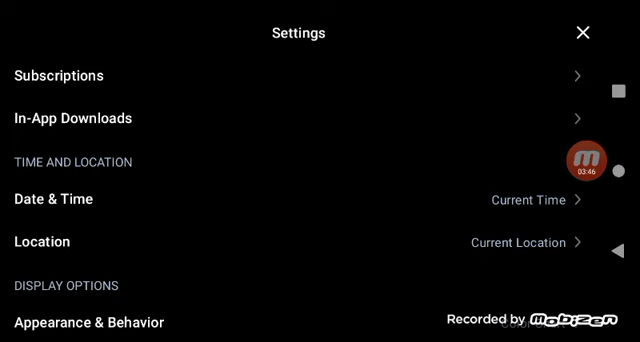 Settings
Subscriptions
In-App Downloads
TIME AND LOCATION
03:46
Date & Time
Current Time
Location
Current Location
DISPLAY OPTIONS
Recorded by Mobizen
Appearance & Behavior